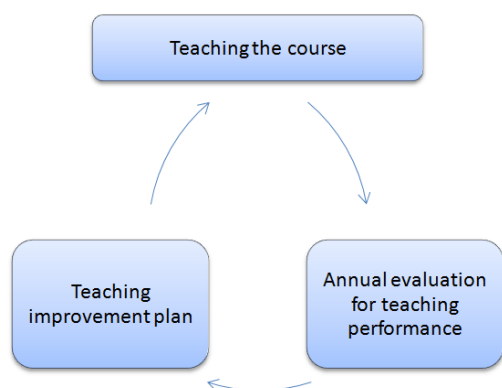 Teaching the course
Teaching
improvement plan
Annual evaluation
for teaching
performance